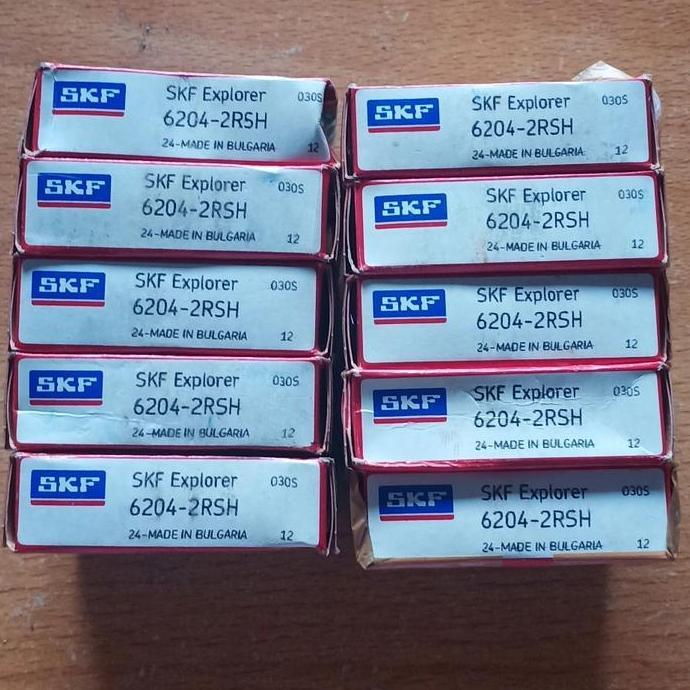 SKF SKF Explorer 030S
6204-2RSH
24-MADE IN BULGARIA 12
SKF SKF Explorer 030S
6204-2RSH
24-MADE IN BULGARIA 12
SKF SKF Explorer 030S
6204-2RSH
24-MADE IN BULGARIA 12
SKF SKF Explorer 030S
6204-2RSH
24-MADE IN BULGARIA 12
SKF SKF Explorer 030S
6204-2RSH
24-MADE IN BULGARIA 12
SKF SKF Explorer 030S
6204-2RSH
24-MADE IN BULGARIA 12
SKF SKF Explorer 030S
6204-2RSH
24-MADE IN BULGARIA 12
SKF SKF Explorer 030S
6204-2RSH
24-MADE IN BULGARIA 12
SKF SKF Explorer 030S
6204-2RSH
24-MADE IN BULGARIA 12
SKF SKF Explorer 030S
6204-2RSH
24-MADE IN BULGARIA 12